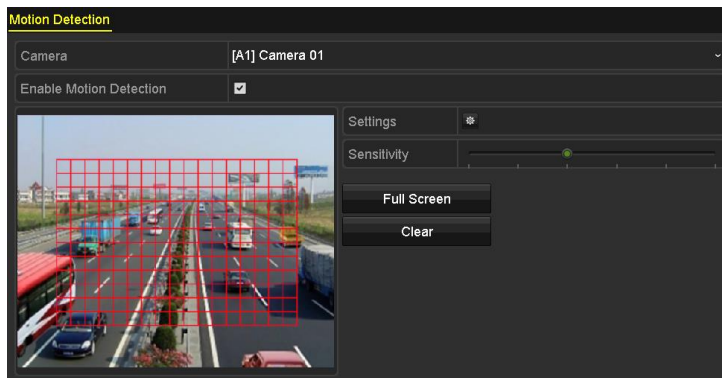 Motion Detection
Camera [A1] Camera 01
Enable Motion Detection
Settings
Sensitivity
Full Screen
Clear